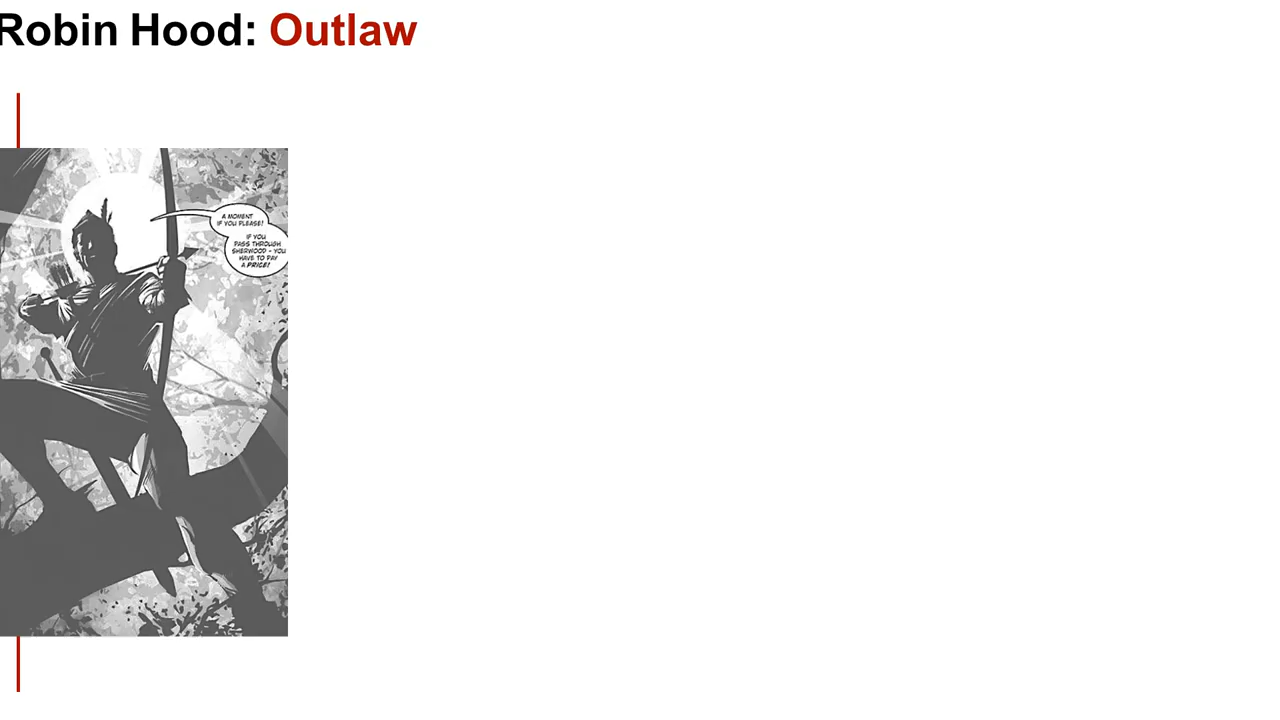 Robin Hood: Outlaw
A MOMENT
IF YOU PLEASE!
IF YOU
PASS THROUGH
SHERWOOD - YOU
HAVE TO PAY
A PRICE!